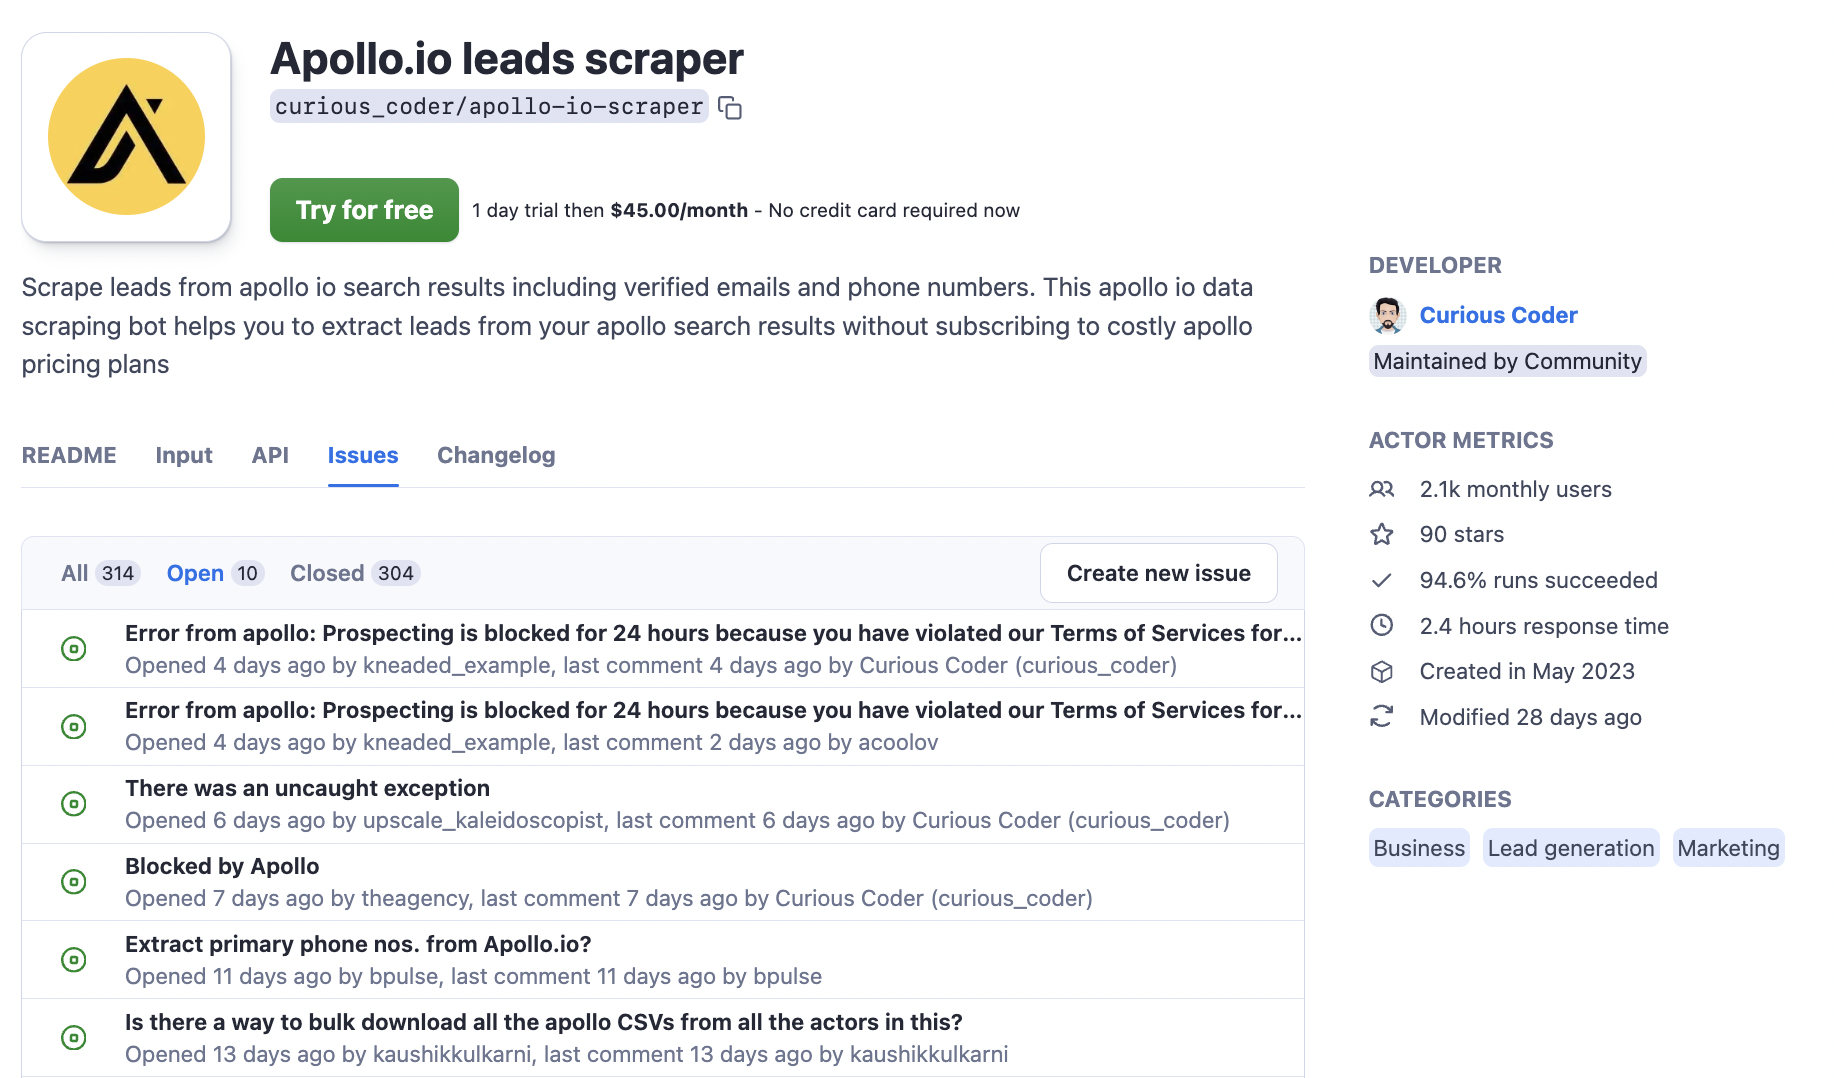 Apollo.io leads scraper
curious_coder/apollo-io-scraper
Try for free
1 day trial then $45.00/month - No credit card required now
Scrape leads from apollo io search results including verified emails and phone numbers. This apollo io data
scraping bot helps you to extract leads from your apollo search results without subscribing to costly apollo
pricing plans
README Input API Issues Changelog
All 314 Open 10 Closed 304 Create new issue
Error from apollo: Prospecting is blocked for 24 hours because you have violated our Terms of Services for...
Opened 4 days ago by kneaded_example, last comment 4 days ago by Curious Coder (curious_coder)
Error from apollo: Prospecting is blocked for 24 hours because you have violated our Terms of Services for...
Opened 4 days ago by kneaded_example, last comment 2 days ago by acoolov
There was an uncaught exception
Opened 6 days ago by upscale_kaleidoscopist, last comment 6 days ago by Curious Coder (curious_coder)
Blocked by Apollo
Opened 7 days ago by theagency, last comment 7 days ago by Curious Coder (curious_coder)
Extract primary phone nos. from Apollo.io?
Opened 11 days ago by bpulse, last comment 11 days ago by bpulse
Is there a way to bulk download all the apollo CSVs from all the actors in this?
Opened 13 days ago by kaushikkulkarni, last comment 13 days ago by kaushikkulkarni
DEVELOPER
Curious Coder
Maintained by Community
ACTOR METRICS
2.1k monthly users
90 stars
94.6% runs succeeded
2.4 hours response time
Created in May 2023
Modified 28 days ago
CATEGORIES
Business Lead generation Marketing